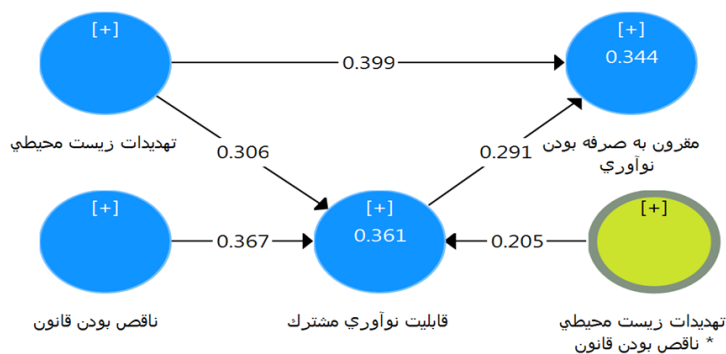 [+]
[+]
0.344
0.399
تهديدات زيست محيطي
مقرون به صرفه بودن
نوآوري
0.306
0.291
[+]
[+]
0.361
[+]
0.367
0.205
ناقص بودن قانون
قابليت نوآوري مشترك
تهديدات زيست محيطي
* ناقص بودن قانون